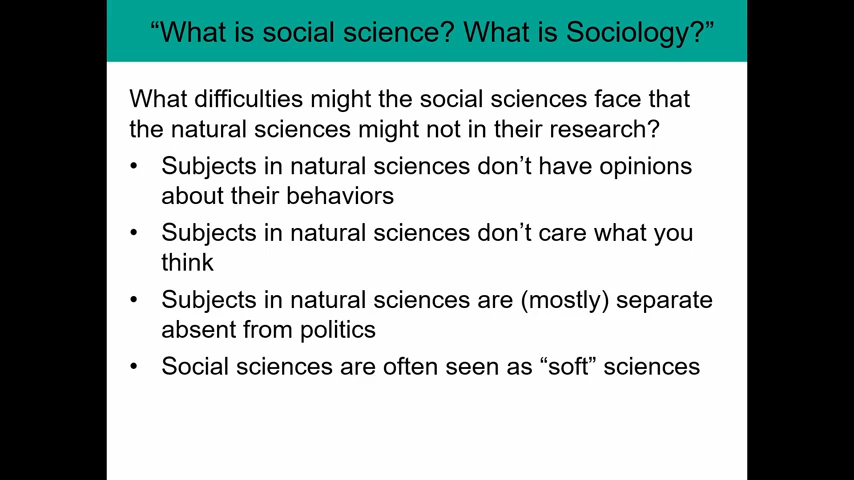 “What is social science? What is Sociology?”
What difficulties might the social sciences face that
the natural sciences might not in their research?
• Subjects in natural sciences don’t have opinions
about their behaviors
• Subjects in natural sciences don’t care what you
think
• Subjects in natural sciences are (mostly) separate
absent from politics
• Social sciences are often seen as “soft” sciences